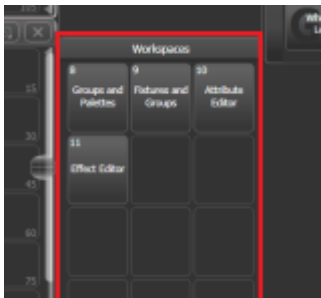 105
Workspaces
8
Groups and
Palettes
9
Fixtures and
Groups
10
Attribute
Editor
11
Effect Editor
15
30
45
60
75